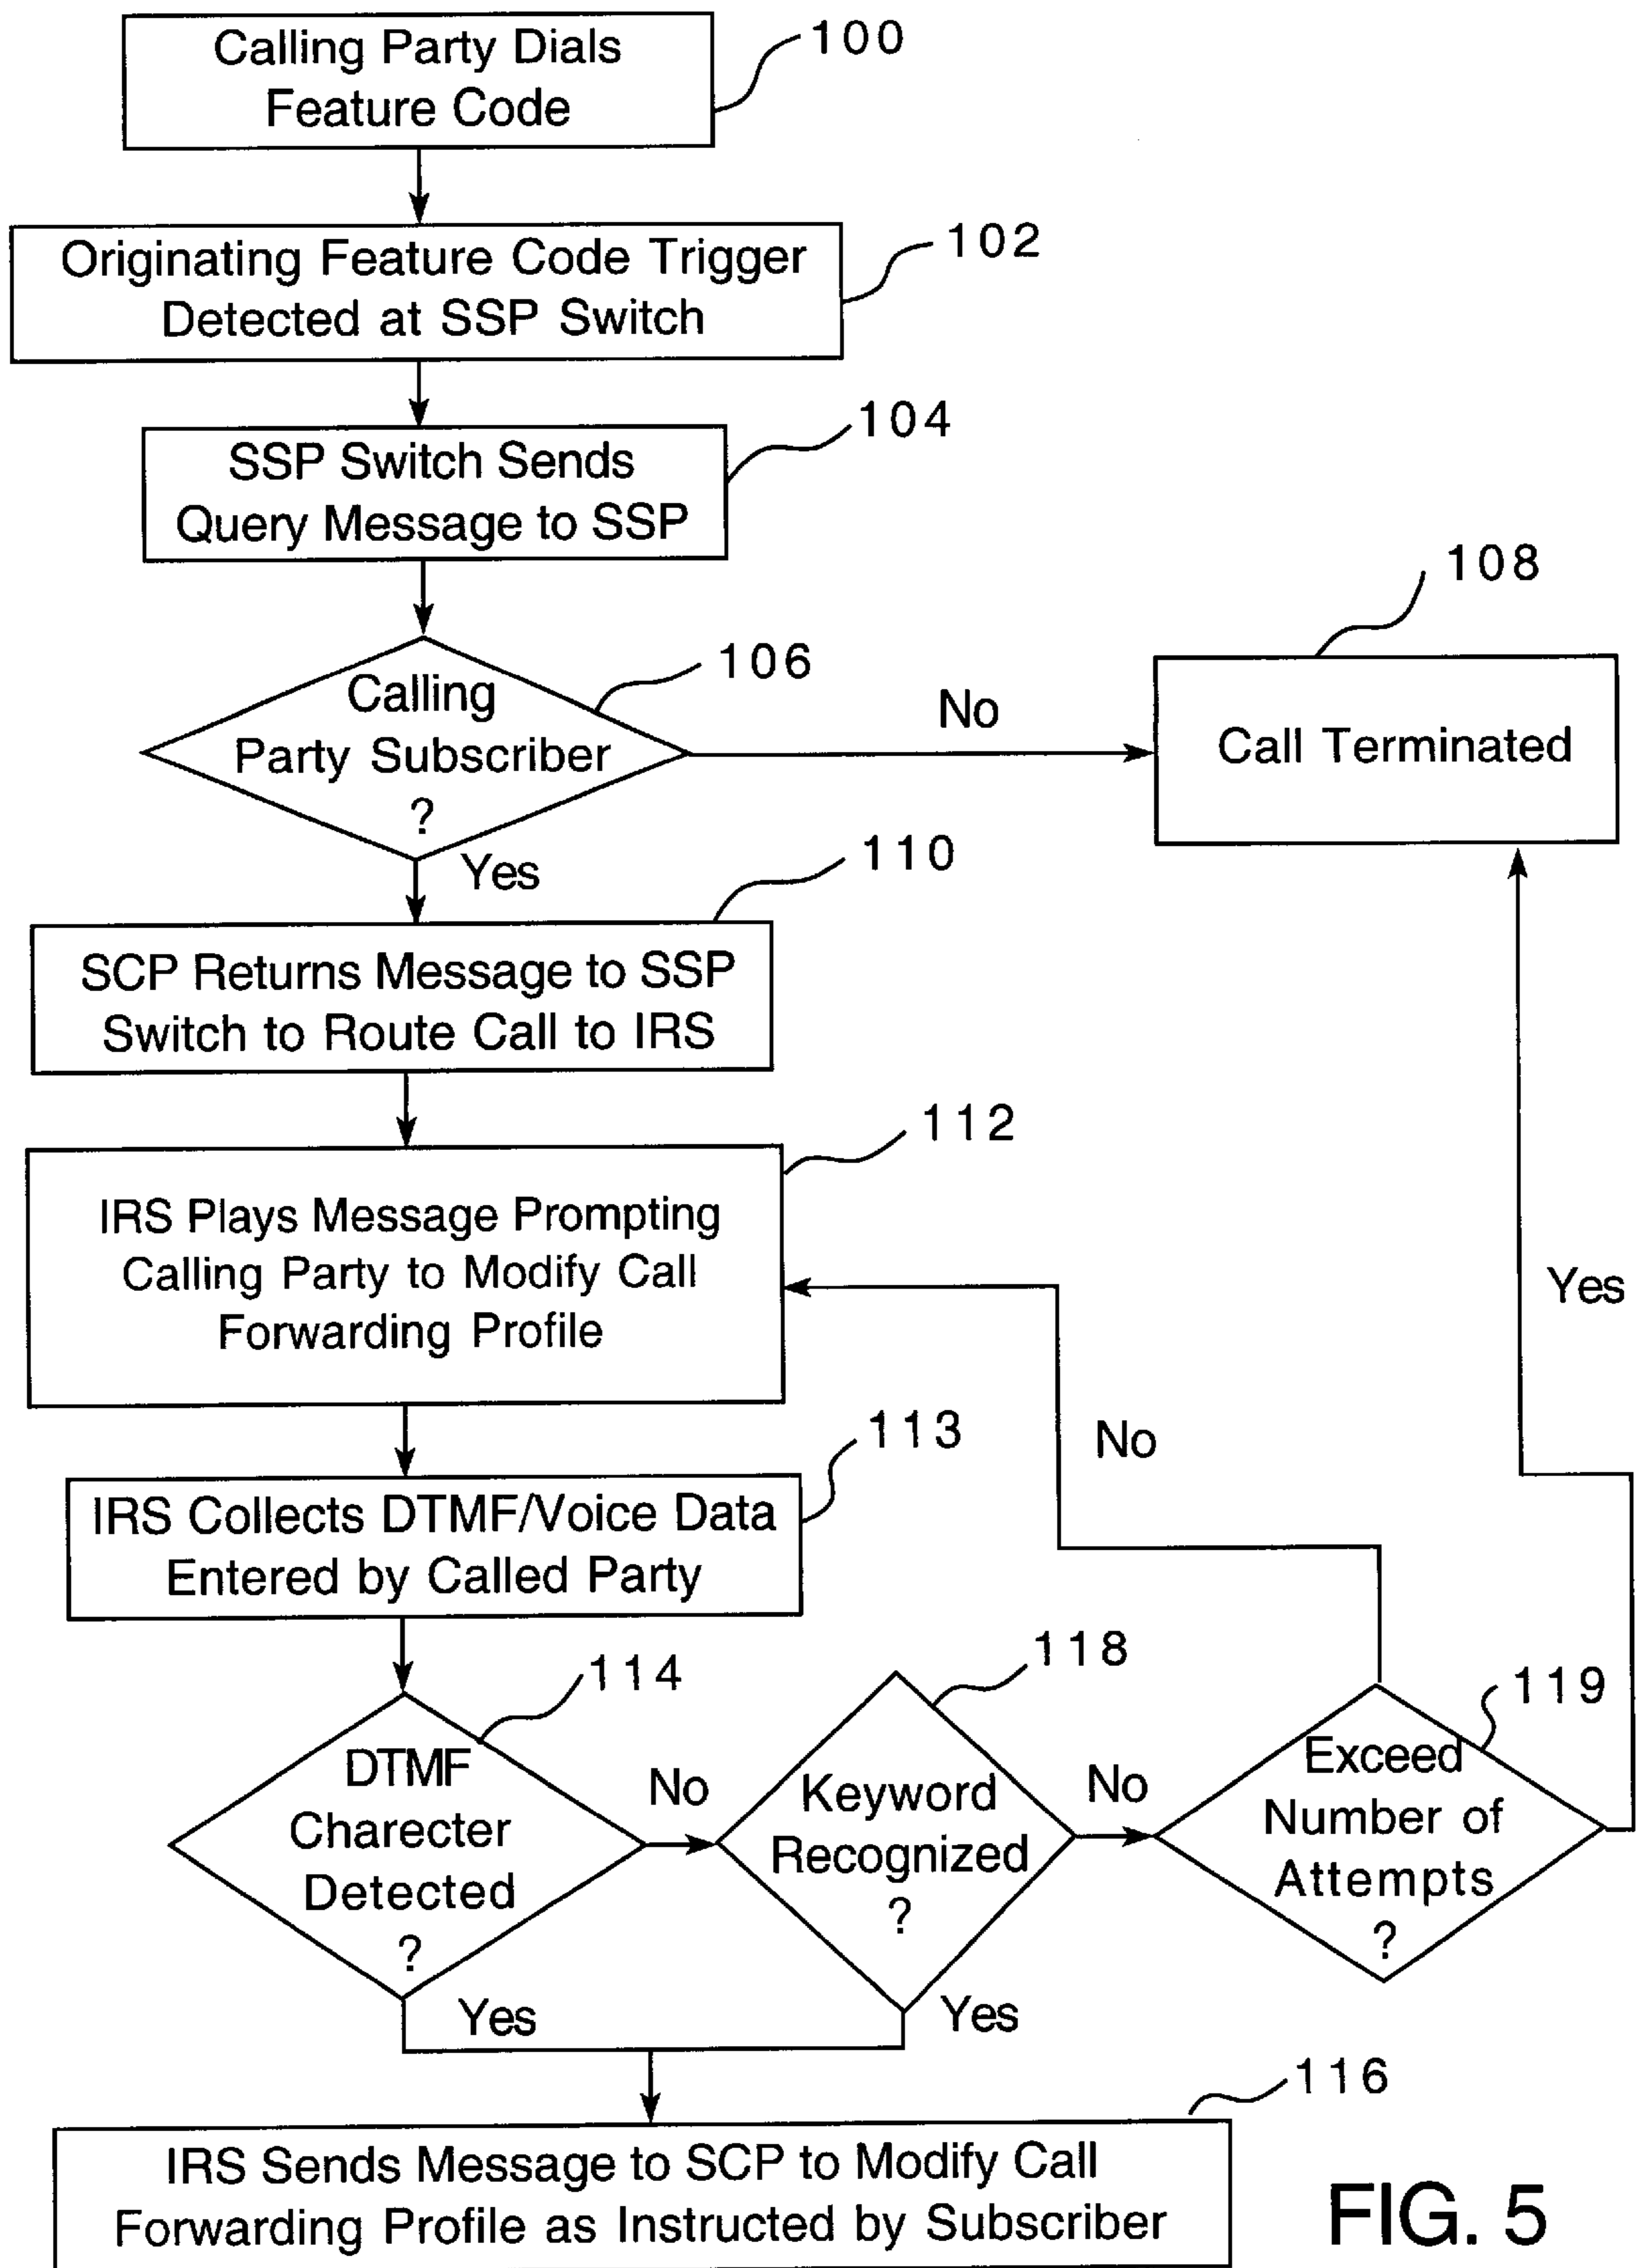 Calling Party Dials
Feature Code
100
Originating Feature Code Trigger
Detected at SSP Switch
102
SSP Switch Sends
Query Message to SSP
104
Calling
Party Subscriber
?
106
No
Call Terminated
108
Yes
SCP Returns Message to SSP
Switch to Route Call to IRS
110
IRS Plays Message Prompting
Calling Party to Modify Call
Forwarding Profile
112
IRS Collects DTMF/Voice Data
Entered by Called Party
113
DTMF
Charecter
Detected
?
114
No
Keyword
Recognized
?
118
No
Exceed
Number of
Attempts
?
119
No
Yes
Yes
Yes
IRS Sends Message to SCP to Modify Call
Forwarding Profile as Instructed by Subscriber
116
FIG. 5